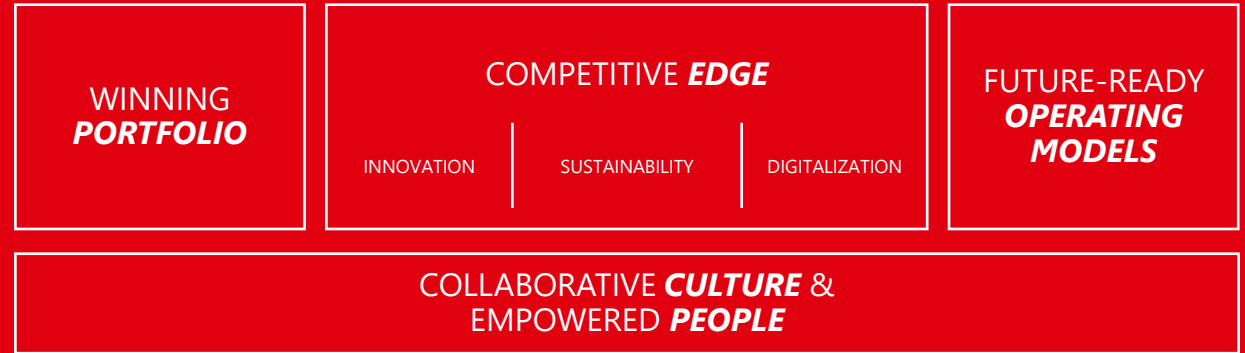 WINNING
PORTFOLIO
COMPETITIVE EDGE
INNOVATION
SUSTAINABILITY
DIGITALIZATION
FUTURE-READY
OPERATING
MODELS
COLLABORATIVE CULTURE &
EMPOWERED PEOPLE